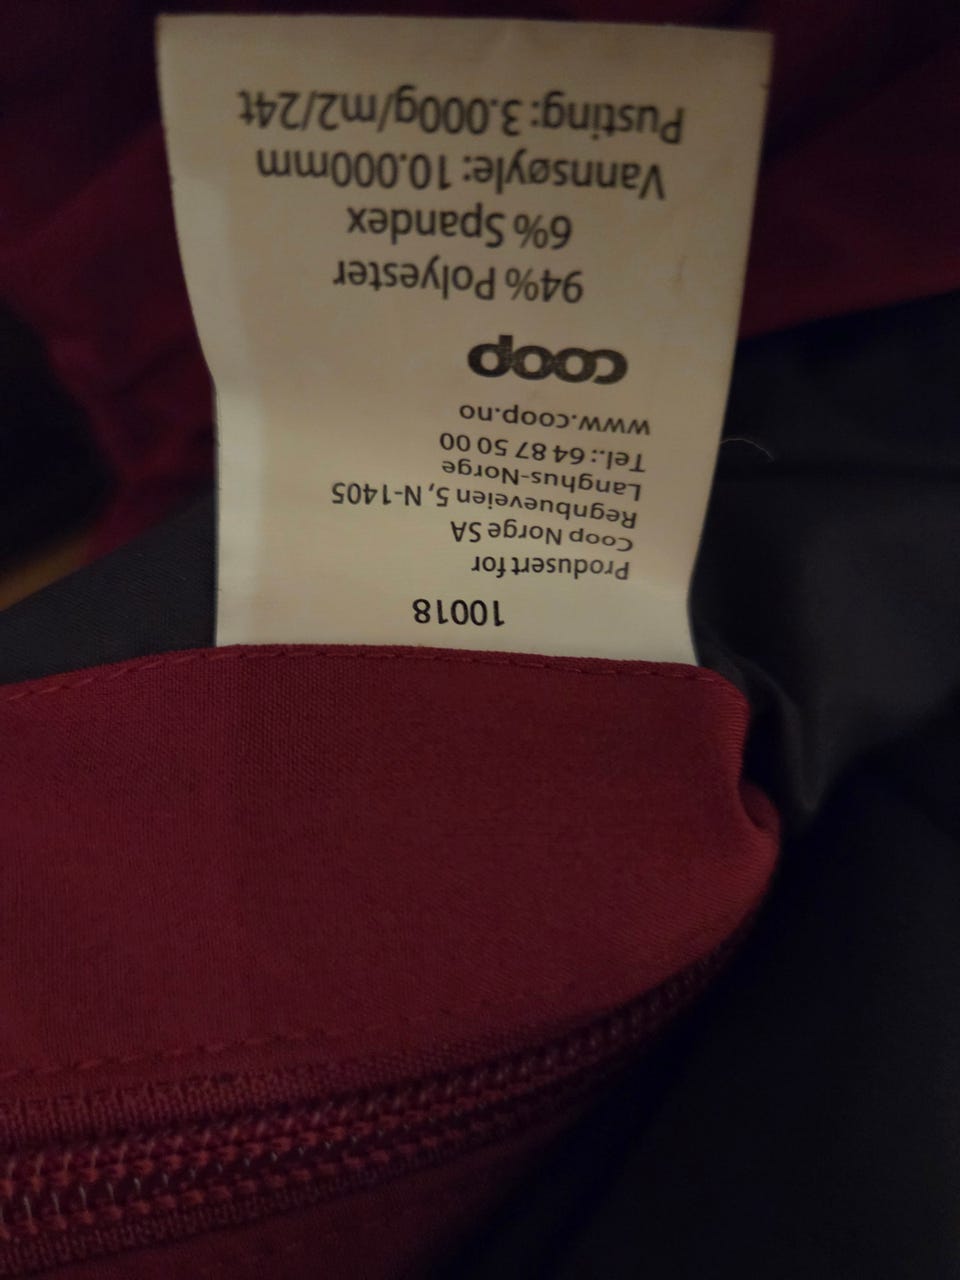 10018
Produsert for
Coop Norge SA
Regnbueveien 5, N-1405
Langhus-Norge
Tel.: 64 87 50 00
www.coop.no
coop
94% Polyester
6% Spandex
Vannsøyle: 10.000mm
Pusting: 3.000g/m2/24t